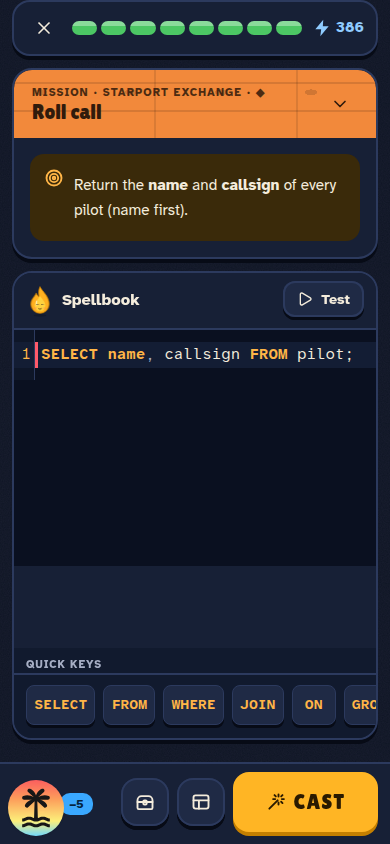 386
MISSION · STARPORT EXCHANGE · ◆
Roll call
Return the name and callsign of every
pilot (name first).
Spellbook
Test
1 SELECT name, callsign FROM pilot;
QUICK KEYS
SELECT FROM WHERE JOIN ON GRO
–5
CAST